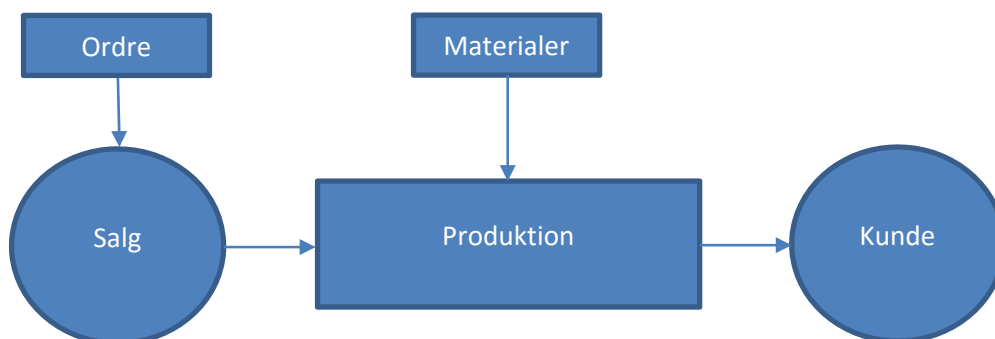 Ordre
Materialer
Salg
Produktion
Kunde